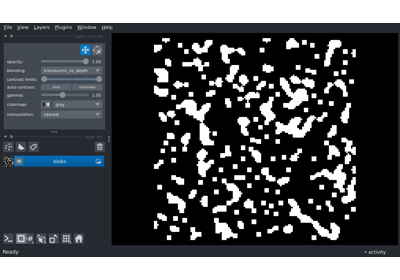 File View Layers Plugins Window Help
opacity: 1.00
blending: translucent_no_depth
contrast limits:
auto-contrast: once continuous
gamma: 1.00
colormap: gray
interpolation: nearest
blobs
Ready
activity